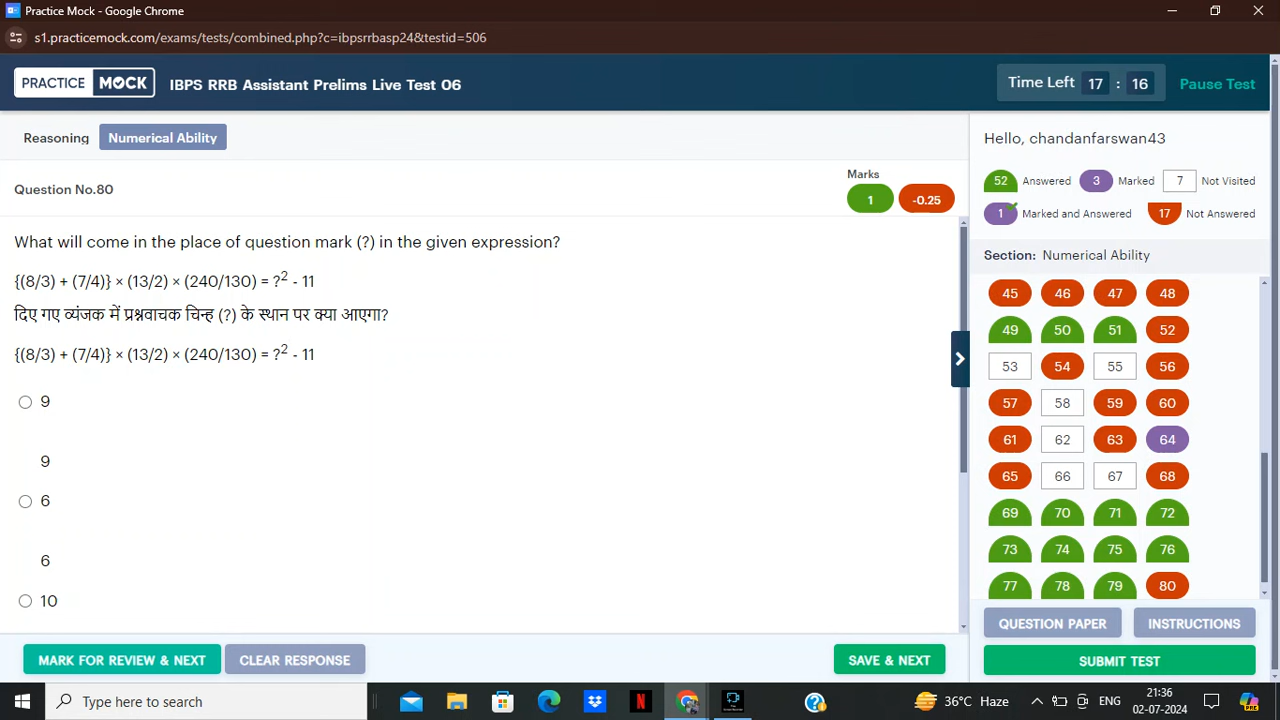 Practice Mock - Google Chrome
s1.practicemock.com/exams/tests/combined.php?c=ibpsrrbasp24&testid=506
PRACTICE MOCK IBPS RRB Assistant Prelims Live Test 06 Time Left 17 : 16 Pause Test
Reasoning Numerical Ability
Hello, chandanfarswan43
Question No.80
Marks
1 -0.25
52 Answered 3 Marked 7 Not Visited
1 Marked and Answered 17 Not Answered
What will come in the place of question mark (?) in the given expression?
{(8/3) + (7/4)} × (13/2) × (240/130) = ?² - 11
दिए गए व्यंजक में प्रश्नवाचक चिन्ह (?) के स्थान पर क्या आएगा?
{(8/3) + (7/4)} × (13/2) × (240/130) = ?² - 11
9
9
6
6
10
Section: Numerical Ability
45 46 47 48
49 50 51 52
53 54 55 56
57 58 59 60
61 62 63 64
65 66 67 68
69 70 71 72
73 74 75 76
77 78 79 80
QUESTION PAPER INSTRUCTIONS
MARK FOR REVIEW & NEXT CLEAR RESPONSE SAVE & NEXT SUBMIT TEST
Type here to search
36°C Haze ENG 21:36
02-07-2024